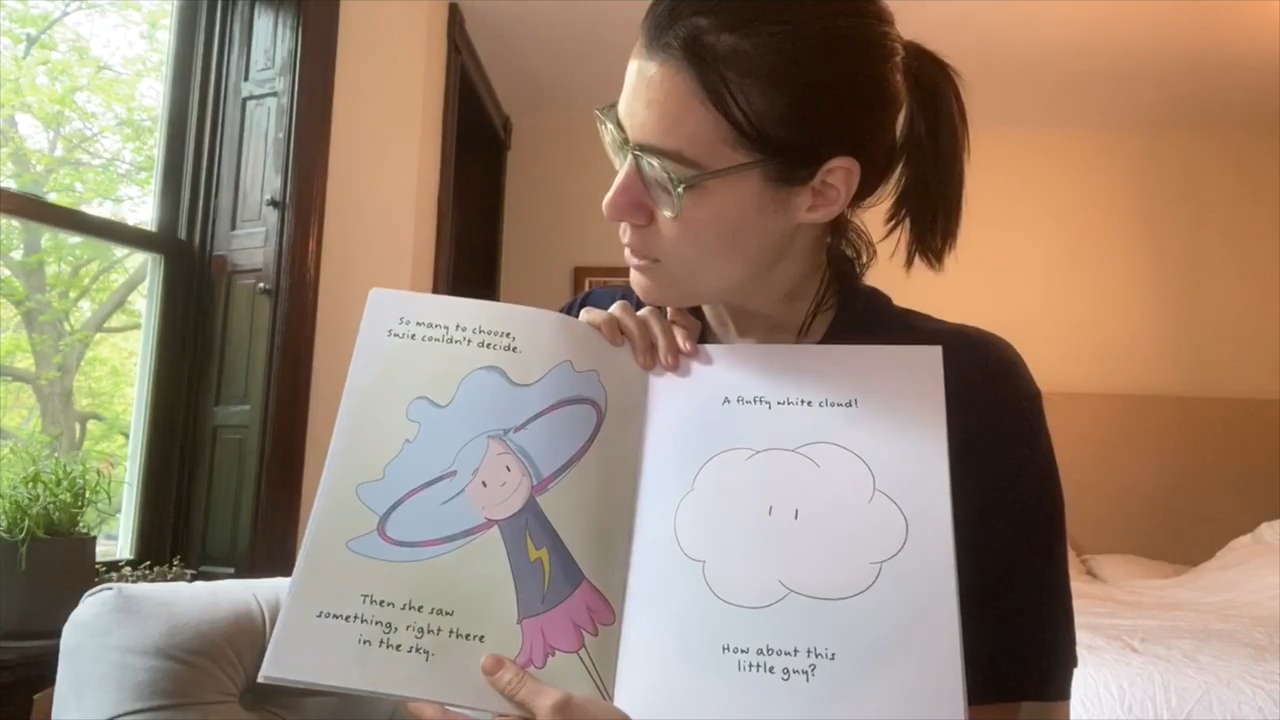 So many to choose,
Susie couldn't decide.
Then she saw
something, right there
in the sky.
A fluffy white cloud!
How about this
little guy?